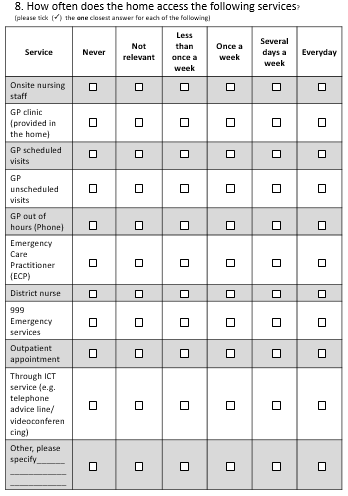 8. How often does the home access the following services?
(please tick (✓) the one closest answer for each of the following)
Service
Never
Not
relevant
Less
than
once a
week
Once a
week
Several
days a
week
Everyday
Onsite nursing
staff
GP clinic
(provided in
the home)
GP scheduled
visits
GP
unscheduled
visits
GP out of
hours (Phone)
Emergency
Care
Practitioner
(ECP)
District nurse
999
Emergency
services
Outpatient
appointment
Through ICT
service (e.g.
telephone
advice line/
videoconferen
cing)
Other, please
specify______
____________
____________